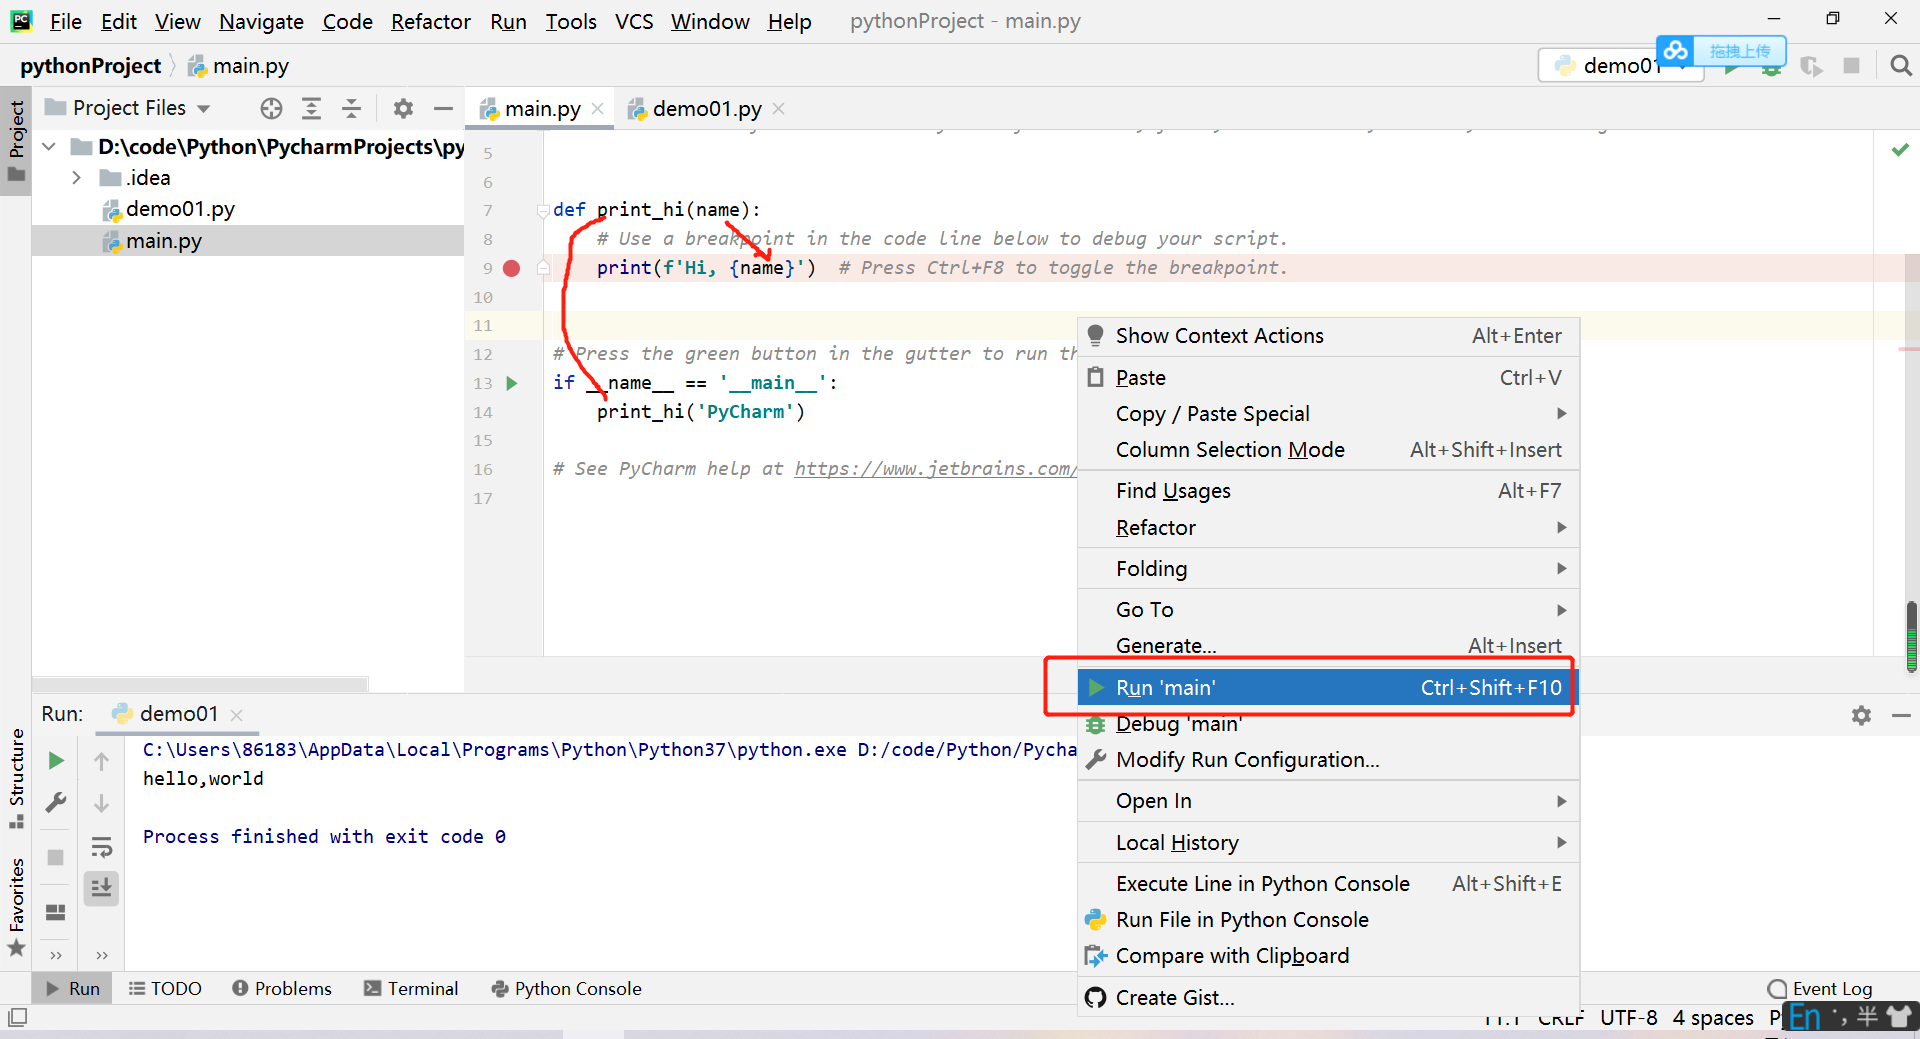 PC File Edit View Navigate Code Refactor Run Tools VCS Window Help pythonProject - main.py
pythonProject main.py
demo01
拖拽上传
Project
Project Files
main.py
demo01.py
D:\code\Python\PycharmProjects\py
.idea
demo01.py
main.py
5
6
7 def print_hi(name):
8 # Use a breakpoint in the code line below to debug your script.
9 print(f'Hi, {name}') # Press Ctrl+F8 to toggle the breakpoint.
10
11
12 # Press the green button in the gutter to run th
13 if __name__ == '__main__':
14 print_hi('PyCharm')
15
16 # See PyCharm help at https://www.jetbrains.com/
17
Show Context Actions Alt+Enter
Paste Ctrl+V
Copy / Paste Special
Column Selection Mode Alt+Shift+Insert
Find Usages Alt+F7
Refactor
Folding
Go To
Generate... Alt+Insert
Run 'main' Ctrl+Shift+F10
Debug 'main'
Modify Run Configuration...
Open In
Local History
Execute Line in Python Console Alt+Shift+E
Run File in Python Console
Compare with Clipboard
Create Gist...
Run: demo01
C:\Users\86183\AppData\Local\Programs\Python\Python37\python.exe D:/code/Python/Pycha
hello,world
Process finished with exit code 0
Structure
Favorites
Run TODO Problems Terminal Python Console Event Log
11:1 CRLF UTF-8 4 spaces
En 半